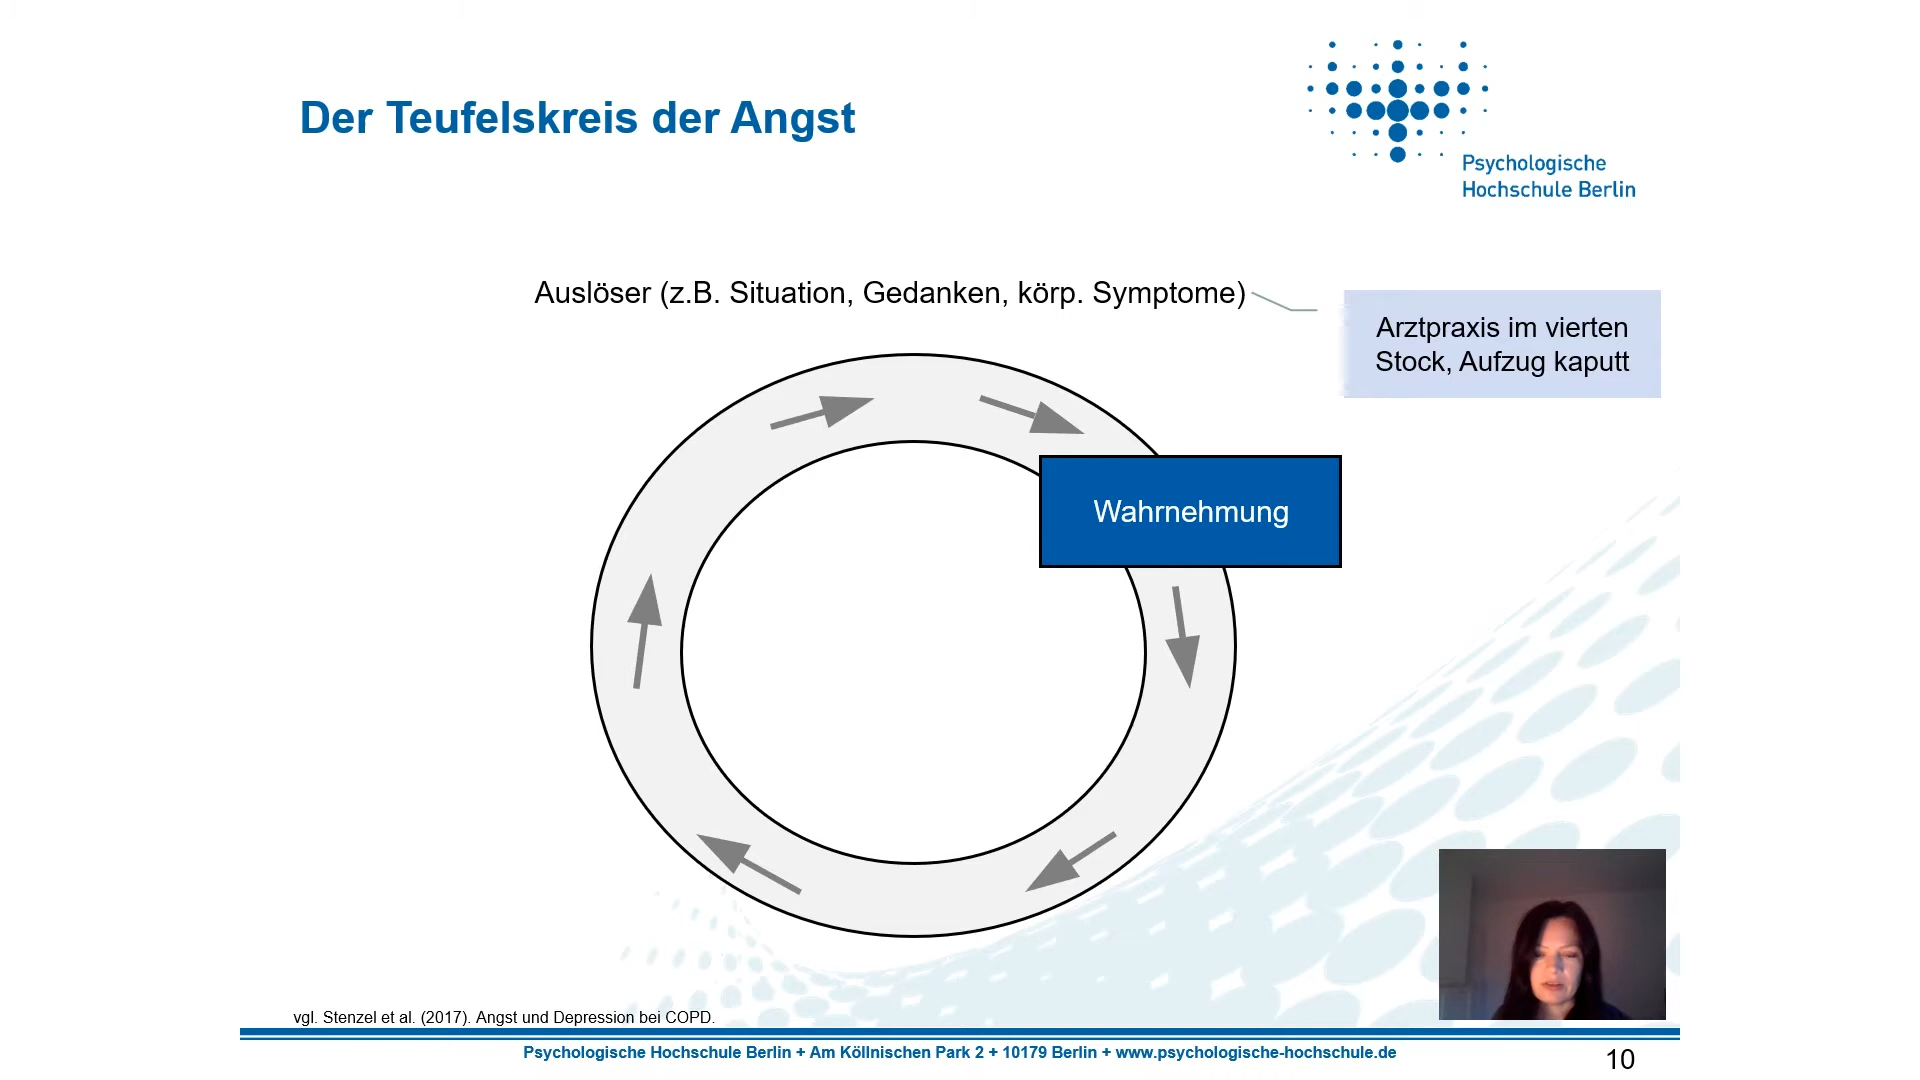 Der Teufelskreis der Angst
Psychologische
Hochschule Berlin
Auslöser (z.B. Situation, Gedanken, körp. Symptome)
Arztpraxis im vierten
Stock, Aufzug kaputt
Wahrnehmung
vgl. Stenzel et al. (2017). Angst und Depression bei COPD.
Psychologische Hochschule Berlin + Am Köllnischen Park 2 + 10179 Berlin + www.psychologische-hochschule.de
10